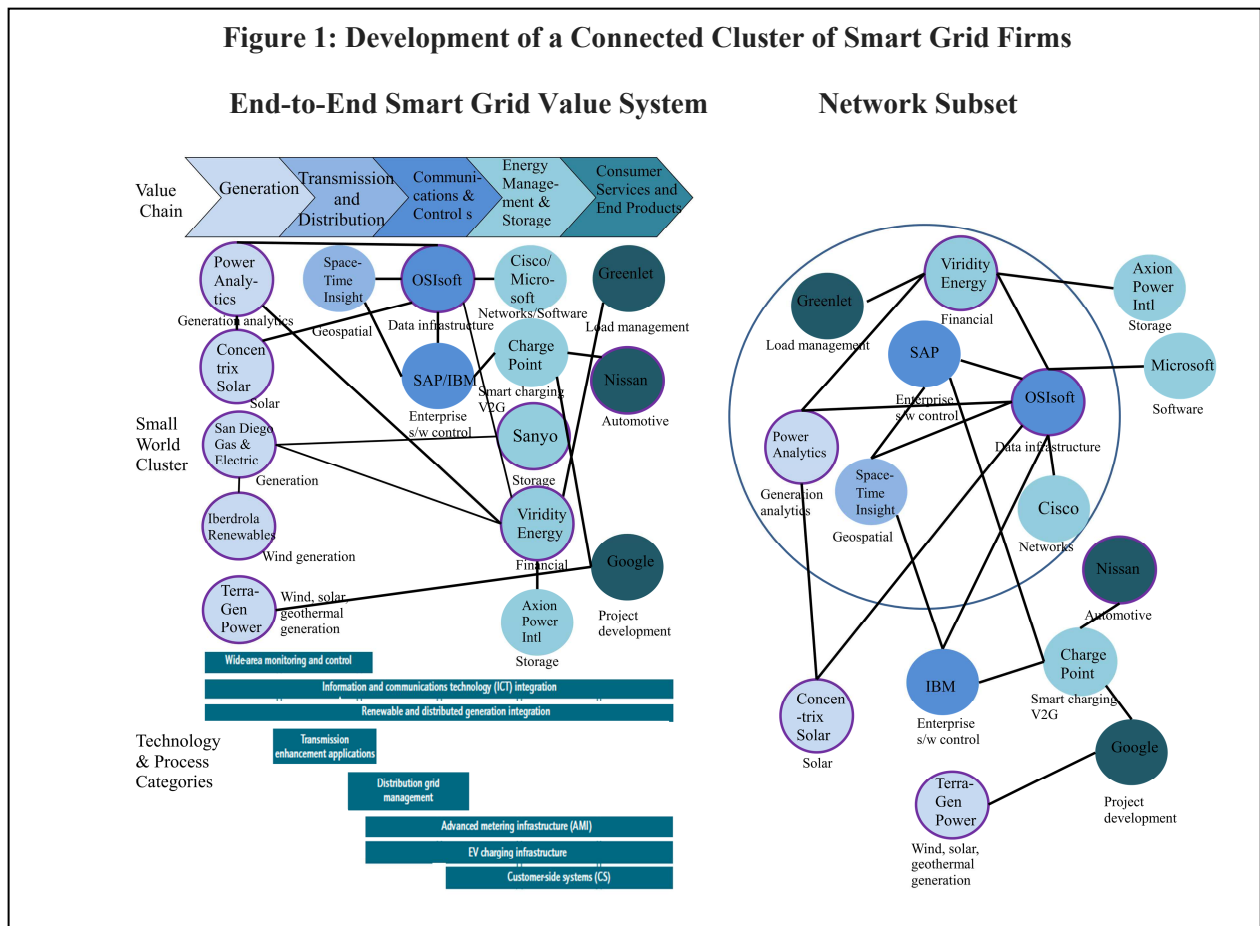 Figure 1: Development of a Connected Cluster of Smart Grid Firms
End-to-End Smart Grid Value System
Network Subset
Value
Chain
Generation
Transmission
and
Distribution
Communi-
cations &
Control s
Energy
Manage-
ment &
Storage
Consumer
Services and
End Products
Small
World
Cluster
Power
Analy-
tics
Generation analytics
Space-
Time
Insight
Geospatial
OSIsoft
Data infrastructure
Cisco/
Micro-
soft
Networks/Software
Greenlet
Load management
Concen
trix
Solar
Solar
SAP/IBM
Enterprise
s/w control
Charge
Point
Smart charging
V2G
Nissan
Automotive
San Diego
Gas &
Electric
Generation
Sanyo
Storage
Iberdrola
Renewables
Wind generation
Viridity
Energy
Financial
Google
Project
development
Terra-
Gen
Power
Wind, solar,
geothermal
generation
Axion
Power
Intl
Storage
Technology
& Process
Categories
Wide-area monitoring and control
Information and communications technology (ICT) integration
Renewable and distributed generation integration
Transmission
enhancement applications
Distribution grid
management
Advanced metering infrastructure (AMI)
EV charging infrastructure
Customer-side systems (CS)
Viridity
Energy
Financial
Greenlet
Load management
Axion
Power
Intl
Storage
SAP
Enterprise
s/w control
Microsoft
Software
OSIsoft
Data infrastructure
Power
Analytics
Generation
analytics
Space-
Time
Insight
Geospatial
Cisco
Networks
Nissan
Automotive
Concen
-trix
Solar
Solar
IBM
Enterprise
s/w control
Charge
Point
Smart charging,
V2G
Google
Project
development
Terra-
Gen
Power
Wind, solar,
geothermal
generation